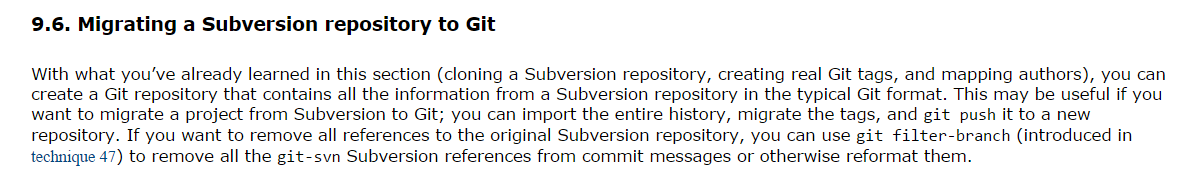 9.6. Migrating a Subversion repository to Git
With what you’ve already learned in this section (cloning a Subversion repository, creating real Git tags, and mapping authors), you can
create a Git repository that contains all the information from a Subversion repository in the typical Git format. This may be useful if you
want to migrate a project from Subversion to Git; you can import the entire history, migrate the tags, and git push it to a new
repository. If you want to remove all references to the original Subversion repository, you can use git filter-branch (introduced in
technique 47) to remove all the git-svn Subversion references from commit messages or otherwise reformat them.